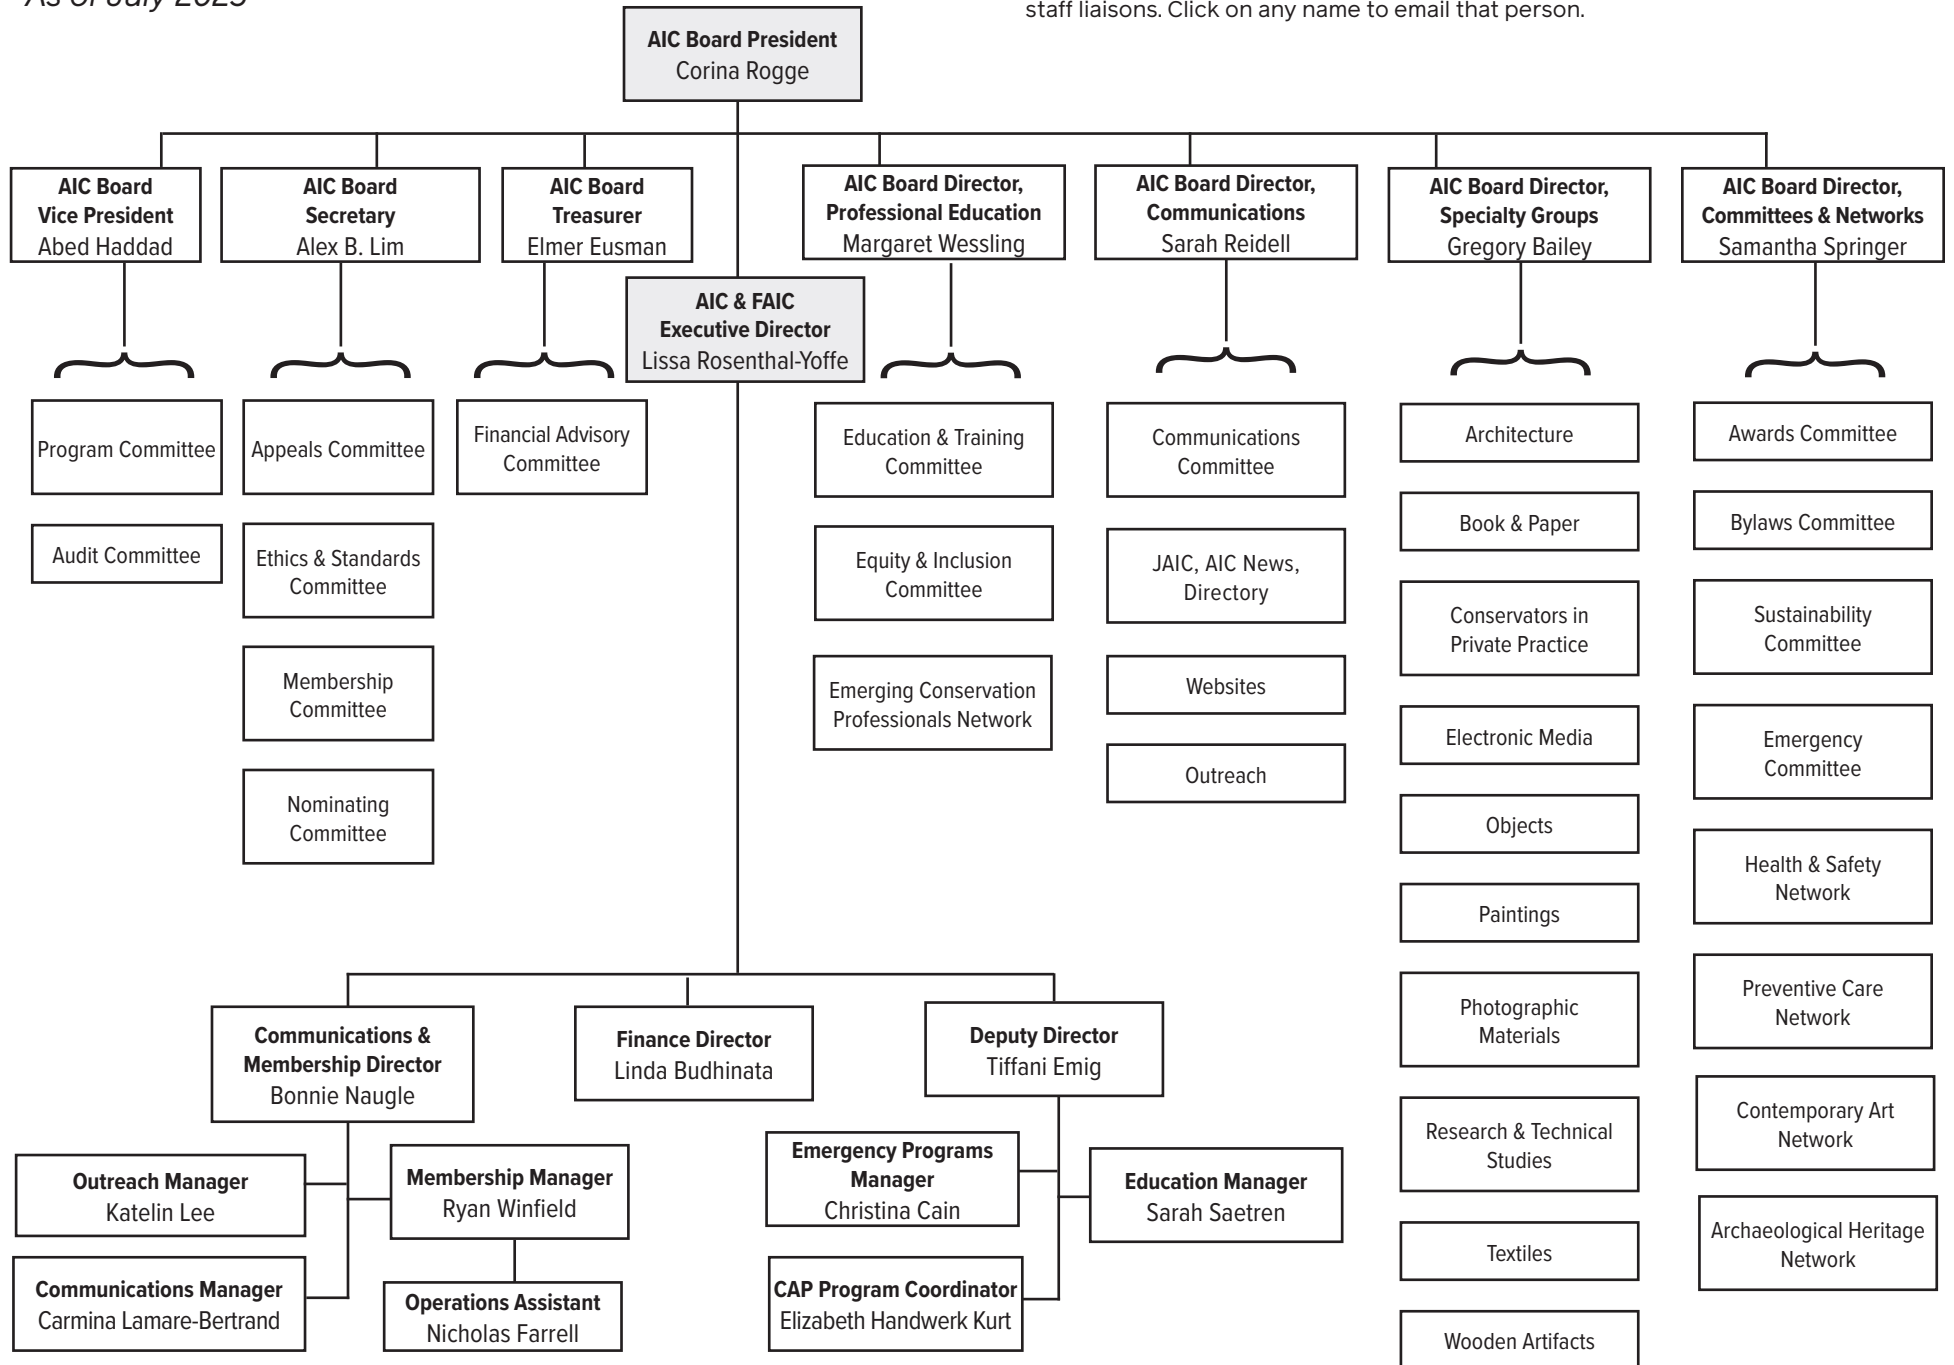 As of July 2025
staff liaisons. Click on any name to email that person.
AIC Board President
Corina Rogge
AIC Board
Vice President
Abed Haddad
AIC Board
Secretary
Alex B. Lim
AIC Board
Treasurer
Elmer Eusman
AIC Board Director,
Professional Education
Margaret Wessling
AIC Board Director,
Communications
Sarah Reidell
AIC Board Director,
Specialty Groups
Gregory Bailey
AIC Board Director,
Committees & Networks
Samantha Springer
AIC & FAIC
Executive Director
Lissa Rosenthal-Yoffe
Program Committee
Audit Committee
Appeals Committee
Ethics & Standards
Committee
Membership
Committee
Nominating
Committee
Financial Advisory
Committee
Education & Training
Committee
Equity & Inclusion
Committee
Emerging Conservation
Professionals Network
Communications
Committee
JAIC, AIC News,
Directory
Websites
Outreach
Architecture
Book & Paper
Conservators in
Private Practice
Electronic Media
Objects
Paintings
Photographic
Materials
Research & Technical
Studies
Textiles
Wooden Artifacts
Awards Committee
Bylaws Committee
Sustainability
Committee
Emergency
Committee
Health & Safety
Network
Preventive Care
Network
Contemporary Art
Network
Archaeological Heritage
Network
Communications &
Membership Director
Bonnie Naugle
Finance Director
Linda Budhinata
Deputy Director
Tiffani Emig
Outreach Manager
Katelin Lee
Membership Manager
Ryan Winfield
Communications Manager
Carmina Lamare-Bertrand
Operations Assistant
Nicholas Farrell
Emergency Programs
Manager
Christina Cain
Education Manager
Sarah Saetren
CAP Program Coordinator
Elizabeth Handwerk Kurt